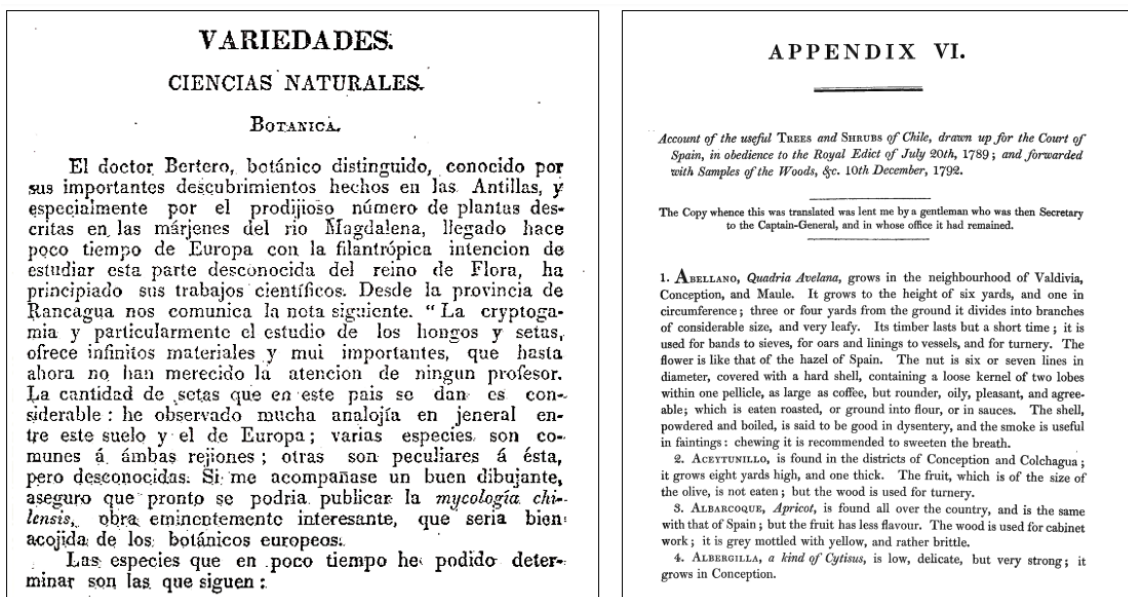 VARIEDADES.
CIENCIAS NATURALES.
BOTANICA.
El doctor Bertero, botánico distinguido, conocido por
sus importantes descubrimientos hechos en las Antillas, y
especialmente por el prodijioso número de plantas des-
critas en las márjenes del rio Magdalena, llegado hace
poco tiempo de Europa con la filantrópica intencion de
estudiar esta parte desconocida del reino de Flora, ha
principiado sus trabajos científicos. Desde la provincia de
Rancagua nos comunica la nota siguiente. "La cryptoga-
mia y particularmente el estudio de los hongos y setas,
ofrece infinitos materiales y mui importantes, que hasta
ahora no han merecido la atencion de ningun profesor.
La cantidad de setas que en este pais se dan es con-
siderable: he observado mucha analojía en jeneral en-
tre este suelo y el de Europa; varias especies son co-
munes á ámbas rejiones; otras son peculiares á ésta,
pero desconocidas. Si me acompañase un buen dibujante,
aseguro que pronto se podria publicar la mycología chi-
lensis, obra eminentemente interesante, que seria bien
acojida de los botánicos europeos.
Las especies que en poco tiempo he podido deter-
minar son las que siguen:
APPENDIX VI.
Account of the useful TREES and SHRUBS of Chile, drawn up for the Court of
Spain, in obedience to the Royal Edict of July 20th, 1789; and forwarded
with Samples of the Woods, &c. 10th December, 1792.
The Copy whence this was translated was lent me by a gentleman who was then Secretary
to the Captain-General, and in whose office it had remained.
1. ABELLANO, Quadria Avelana, grows in the neighbourhood of Valdivia,
Conception, and Maule. It grows to the height of six yards, and one in
circumference; three or four yards from the ground it divides into branches
of considerable size, and very leafy. Its timber lasts but a short time; it is
used for bands to sieves, for oars and linings to vessels, and for turnery. The
flower is like that of the hazel of Spain. The nut is six or seven lines in
diameter, covered with a hard shell, containing a loose kernel of two lobes
within one pellicle, as large as coffee, but rounder, oily, pleasant, and agree-
able; which is eaten roasted, or ground into flour, or in sauces. The shell,
powdered and boiled, is said to be good in dysentery, and the smoke is useful
in faintings: chewing it is recommended to sweeten the breath.
2. ACEYTUNILLO, is found in the districts of Conception and Colchagua;
it grows eight yards high, and one thick. The fruit, which is of the size of
the olive, is not eaten; but the wood is used for turnery.
3. ALBARCOQUE, Apricot, is found all over the country, and is the same
with that of Spain; but the fruit has less flavour. The wood is used for cabinet
work; it is grey mottled with yellow, and rather brittle.
4. ALBERGILLA, a kind of Cytisus, is low, delicate, but very strong; it
grows in Conception.